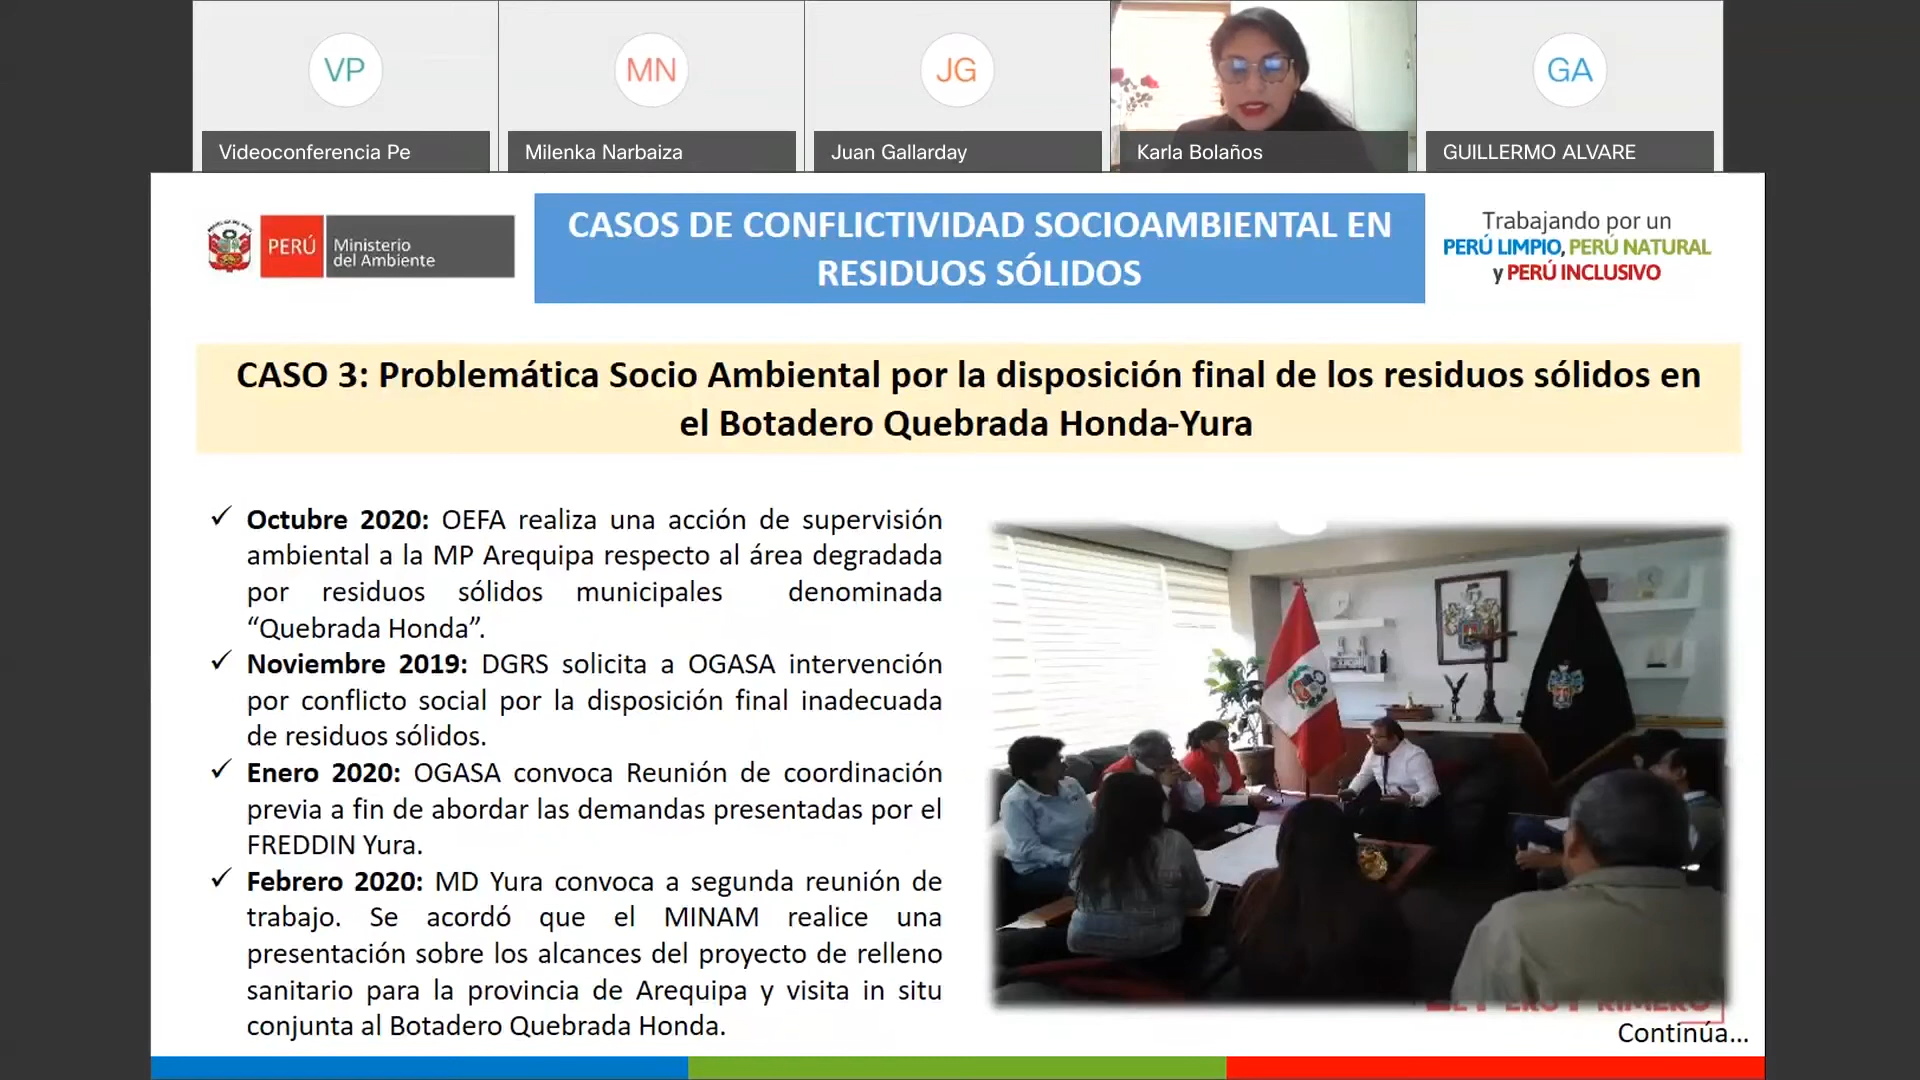 VP
MN
JG
GA
Videoconferencia Pe
Milenka Narbaiza
Juan Gallarday
Karla Bolaños
GUILLERMO ALVARE
PERÚ
Ministerio
del Ambiente
CASOS DE CONFLICTIVIDAD SOCIOAMBIENTAL EN
RESIDUOS SÓLIDOS
Trabajando por un
PERÚ LIMPIO, PERÚ NATURAL
y PERÚ INCLUSIVO
CASO 3: Problemática Socio Ambiental por la disposición final de los residuos sólidos en
el Botadero Quebrada Honda-Yura
✓ Octubre 2020: OEFA realiza una acción de supervisión
ambiental a la MP Arequipa respecto al área degradada
por residuos sólidos municipales denominada
“Quebrada Honda”.
✓ Noviembre 2019: DGRS solicita a OGASA intervención
por conflicto social por la disposición final inadecuada
de residuos sólidos.
✓ Enero 2020: OGASA convoca Reunión de coordinación
previa a fin de abordar las demandas presentadas por el
FREDDIN Yura.
✓ Febrero 2020: MD Yura convoca a segunda reunión de
trabajo. Se acordó que el MINAM realice una
presentación sobre los alcances del proyecto de relleno
sanitario para la provincia de Arequipa y visita in situ
conjunta al Botadero Quebrada Honda.
Continúa...